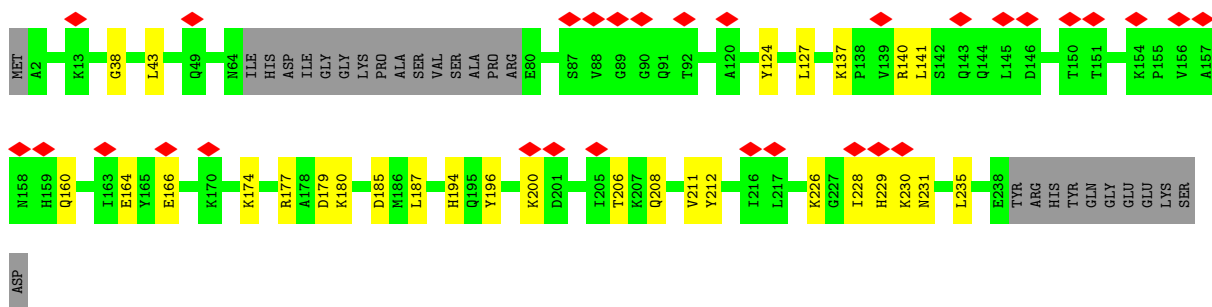 MET A2 K13 G38 L43 Q49 N64 ILE HIS ASP ILE GLY GLY LYS PRO ALA SER VAL SER ALA PRO ARG E80 S87 V88 G89 G90 Q91 T92 A120 Y124 L127 K137 P138 V139 R140 L141 S142 Q143 Q144 L145 D146 T150 T151 K154 P155 V156 A157
N158 H159 Q160 I163 E164 Y165 E166 K170 K174 R177 A178 D179 K180 D185 M186 L187 H194 Q195 Y196 K200 D201 I205 T206 K207 Q208 V211 Y212 I216 L217 K226 G227 I228 H229 K230 N231 L235 E238 TYR ARG HIS TYR GLN GLY GLU GLU LYS SER
ASP